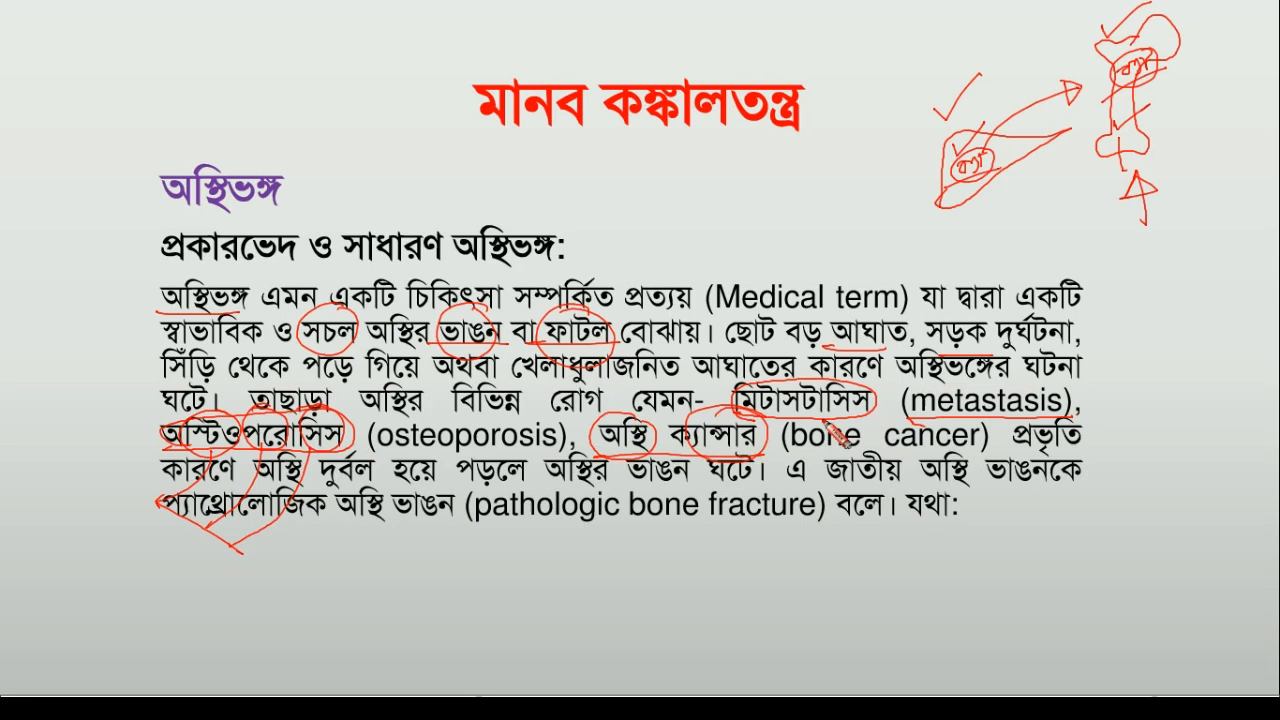 মানব কঙ্কালতন্ত্র
অস্থিভঙ্গ
প্রকারভেদ ও সাধারণ অস্থিভঙ্গ:
অস্থিভঙ্গ এমন একটি চিকিৎসা সম্পর্কিত প্রত্যয় (Medical term) যা দ্বারা একটি
স্বাভাবিক ও সচল অস্থির ভাঙন বা ফাটল বোঝায়। ছোট বড় আঘাত, সড়ক দুর্ঘটনা,
সিঁড়ি থেকে পড়ে গিয়ে অথবা খেলাধুলাজনিত আঘাতের কারণে অস্থিভঙ্গের ঘটনা
ঘটে। তাছাড়া অস্থির বিভিন্ন রোগ যেমন- মিটাসটাসিস (metastasis),
অস্টিওপরোসিস (osteoporosis), অস্থি ক্যান্সার (bone cancer) প্রভৃতি
কারণে অস্থি দুর্বল হয়ে পড়লে অস্থির ভাঙন ঘটে। এ জাতীয় অস্থি ভাঙনকে
প্যাথোলোজিক অস্থি ভাঙন (pathologic bone fracture) বলে। যথা: